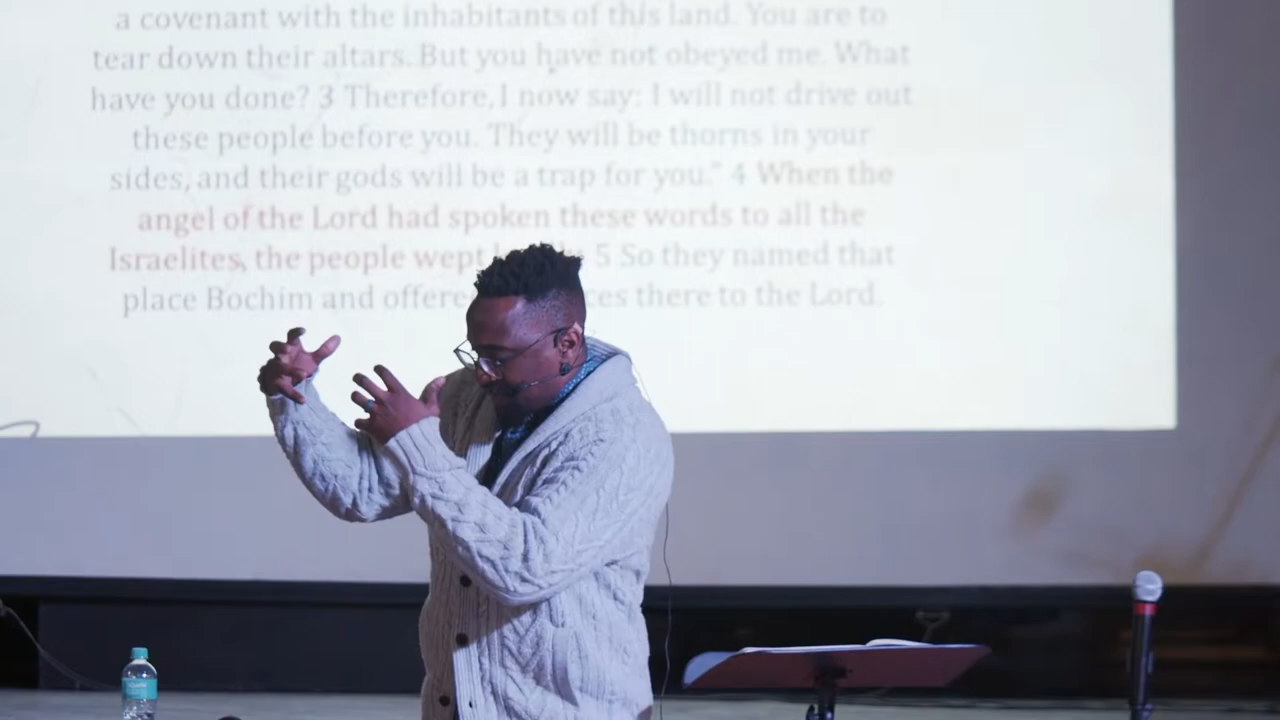 a covenant with the inhabitants of this land. You are to
tear down their altars. But you have not obeyed me. What
have you done? 3 Therefore, I now say: I will not drive out
these people before you. They will be thorns in your
sides, and their gods will be a trap for you." 4 When the
angel of the Lord had spoken these words to all the
Israelites, the people wept 5 So they named that
place Bochim and there to the Lord.